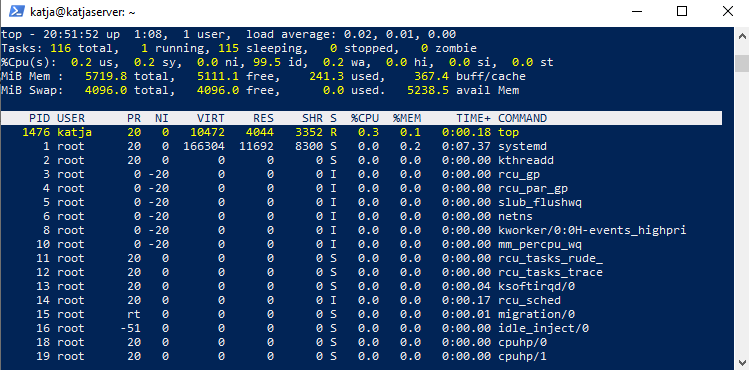 katja@katjaserver: ~
top - 20:51:52 up  1:08,  1 user,  load average: 0.02, 0.01, 0.00
Tasks: 116 total,   1 running, 115 sleeping,   0 stopped,   0 zombie
%Cpu(s):  0.2 us,  0.2 sy,  0.0 ni, 99.5 id,  0.2 wa,  0.0 hi,  0.0 si,  0.0 st
MiB Mem :   5719.8 total,   5111.1 free,    241.3 used,    367.4 buff/cache
MiB Swap:   4096.0 total,   4096.0 free,      0.0 used.   5238.5 avail Mem
PID USER      PR  NI    VIRT    RES    SHR S  %CPU  %MEM     TIME+ COMMAND
1476 katja     20   0   10472   4044   3352 R   0.3   0.1   0:00.18 top
1 root      20   0  166304  11692   8300 S   0.0   0.2   0:07.37 systemd
2 root      20   0       0      0      0 S   0.0   0.0   0:00.00 kthreadd
3 root       0 -20       0      0      0 I   0.0   0.0   0:00.00 rcu_gp
4 root       0 -20       0      0      0 I   0.0   0.0   0:00.00 rcu_par_gp
5 root       0 -20       0      0      0 I   0.0   0.0   0:00.00 slub_flushwq
6 root       0 -20       0      0      0 I   0.0   0.0   0:00.00 netns
8 root       0 -20       0      0      0 I   0.0   0.0   0:00.00 kworker/0:0H-events_highpri
10 root       0 -20       0      0      0 I   0.0   0.0   0:00.00 mm_percpu_wq
11 root      20   0       0      0      0 S   0.0   0.0   0:00.00 rcu_tasks_rude_
12 root      20   0       0      0      0 S   0.0   0.0   0:00.00 rcu_tasks_trace
13 root      20   0       0      0      0 S   0.0   0.0   0:00.04 ksoftirqd/0
14 root      20   0       0      0      0 I   0.0   0.0   0:00.17 rcu_sched
15 root      rt   0       0      0      0 S   0.0   0.0   0:00.01 migration/0
16 root     -51   0       0      0      0 S   0.0   0.0   0:00.00 idle_inject/0
18 root      20   0       0      0      0 S   0.0   0.0   0:00.00 cpuhp/0
19 root      20   0       0      0      0 S   0.0   0.0   0:00.00 cpuhp/1